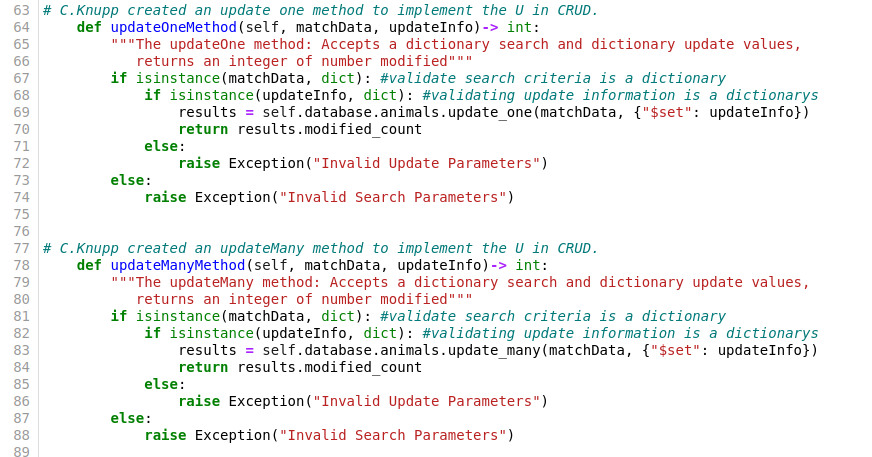 63 # C.Knupp created an update one method to implement the U in CRUD.
64     def updateOneMethod(self, matchData, updateInfo)-> int:
65         """The updateOne method: Accepts a dictionary search and dictionary update values,
66            returns an integer of number modified"""
67         if isinstance(matchData, dict): #validate search criteria is a dictionary
68             if isinstance(updateInfo, dict): #validating update information is a dictionarys
69                 results = self.database.animals.update_one(matchData, {"$set": updateInfo})
70                 return results.modified_count
71             else:
72                 raise Exception("Invalid Update Parameters")
73         else:
74             raise Exception("Invalid Search Parameters")
75
76
77 # C.Knupp created an updateMany method to implement the U in CRUD.
78     def updateManyMethod(self, matchData, updateInfo)-> int:
79         """The updateMany method: Accepts a dictionary search and dictionary update values,
80            returns an integer of number modified"""
81         if isinstance(matchData, dict): #validate search criteria is a dictionary
82             if isinstance(updateInfo, dict): #validating update information is a dictionarys
83                 results = self.database.animals.update_many(matchData, {"$set": updateInfo})
84                 return results.modified_count
85             else:
86                 raise Exception("Invalid Update Parameters")
87         else:
88             raise Exception("Invalid Search Parameters")
89